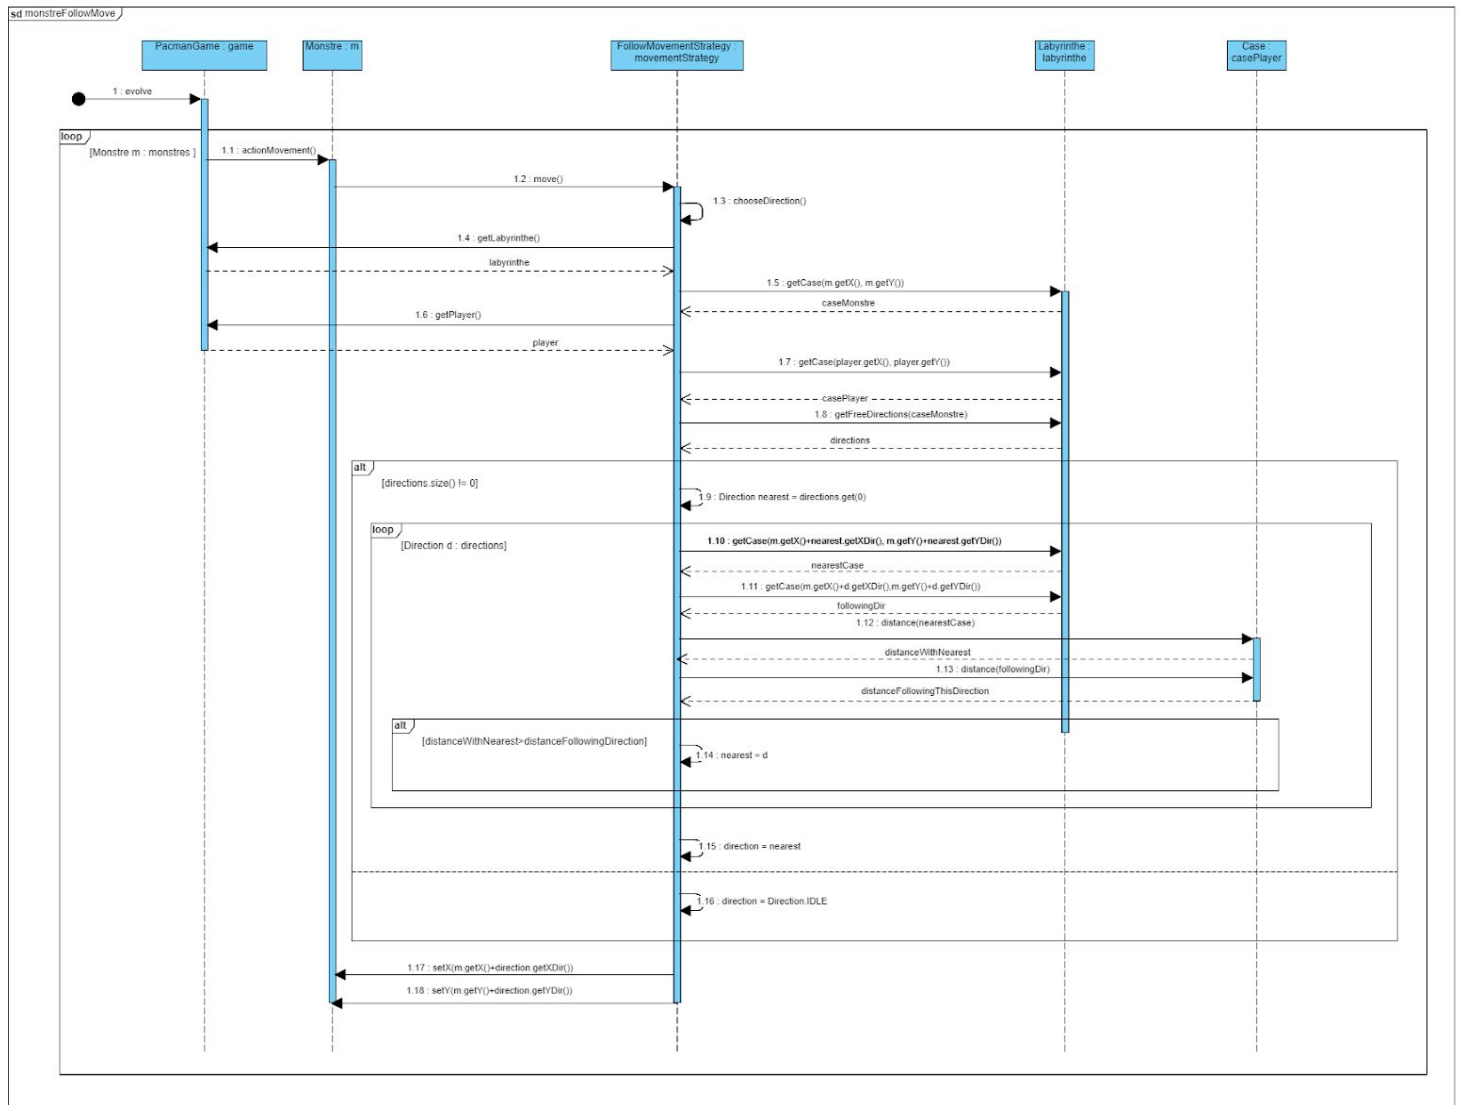 sd monstreFollowMove
PacmanGame : game
Monstre : m
FollowMovementStrategy :
movementStrategy
Labyrinthe :
labyrinthe
Case :
casePlayer
1 : evolve
loop
[Monstre m : monstres ]
1.1 : actionMovement()
1.2 : move()
1.3 : chooseDirection()
1.4 : getLabyrinthe()
labyrinthe
1.5 : getCase(m.getX(), m.getY())
caseMonstre
1.6 : getPlayer()
player
1.7 : getCase(player.getX(), player.getY())
casePlayer
1.8 : getFreeDirections(caseMonstre)
directions
alt
[directions.size() != 0]
1.9 : Direction nearest = directions.get(0)
loop
[Direction d : directions]
1.10 : getCase(m.getX()+nearest.getXDir(), m.getY()+nearest.getYDir())
nearestCase
1.11 : getCase(m.getX()+d.getXDir(),m.getY()+d.getYDir())
followingDir
1.12 : distance(nearestCase)
distanceWithNearest
1.13 : distance(followingDir)
distanceFollowingThisDirection
alt
[distanceWithNearest>distanceFollowingDirection]
1.14 : nearest = d
1.15 : direction = nearest
1.16 : direction = Direction.IDLE
1.17 : setX(m.getX()+direction.getXDir())
1.18 : setY(m.getY()+direction.getYDir())